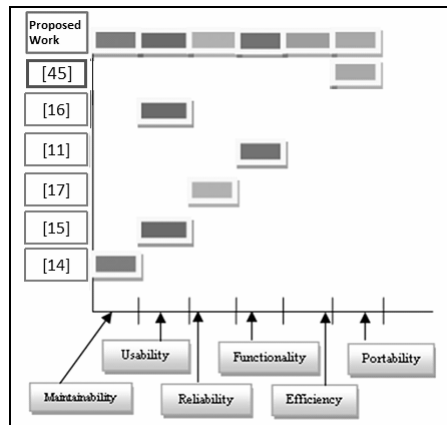 Proposed
Work
[45]
[16]
[11]
[17]
[15]
[14]
Usability
Functionality
Portability
Maintainability
Reliability
Efficiency